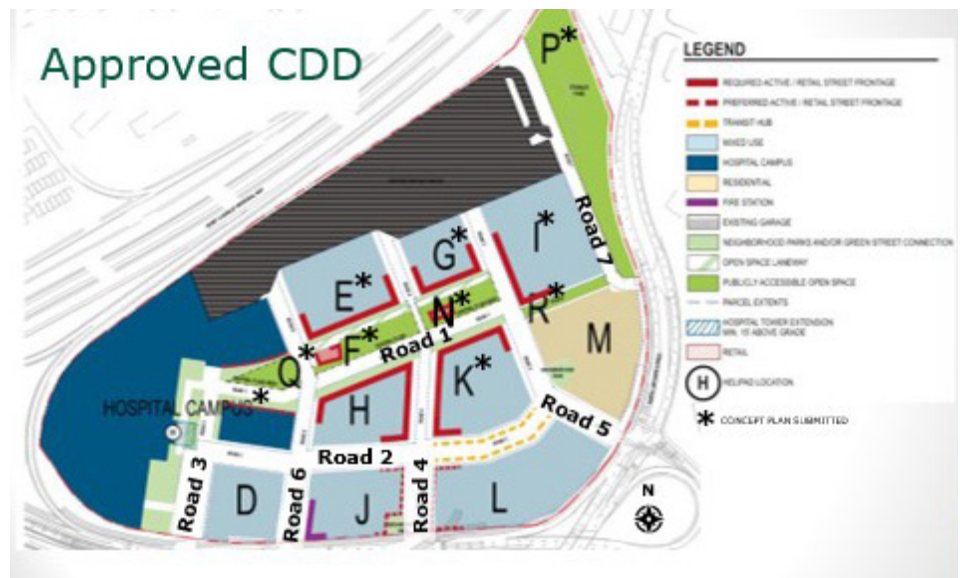 Approved CDD
LEGEND
REQUIRED ACTIVE / RETAIL STREET FRONTAGE
PREFERRED ACTIVE / RETAIL STREET FRONTAGE
TRANSIT HUB
MIXED USE
HOSPITAL CAMPUS
RESIDENTIAL
FIRE STATION
EXISTING GARAGE
NEIGHBORHOOD PARKS AND/OR GREEN STREET CONNECTION
OPEN SPACE LANEWAY
PUBLICLY ACCESSIBLE OPEN SPACE
PARCEL EXTENTS
HOSPITAL TOWER EXTENSION
MIN. 15' ABOVE GRADE
RETAIL
H HELIPAD LOCATION
* CONCEPT PLAN SUBMITTED
P*
Road 7
I*
G*
E*
N*
R*
F*
Road 1
M
Q*
K*
*
HOSPITAL CAMPUS
H
Road 5
Road 2
Road 3
D
Road 6
J
Road 4
L
N